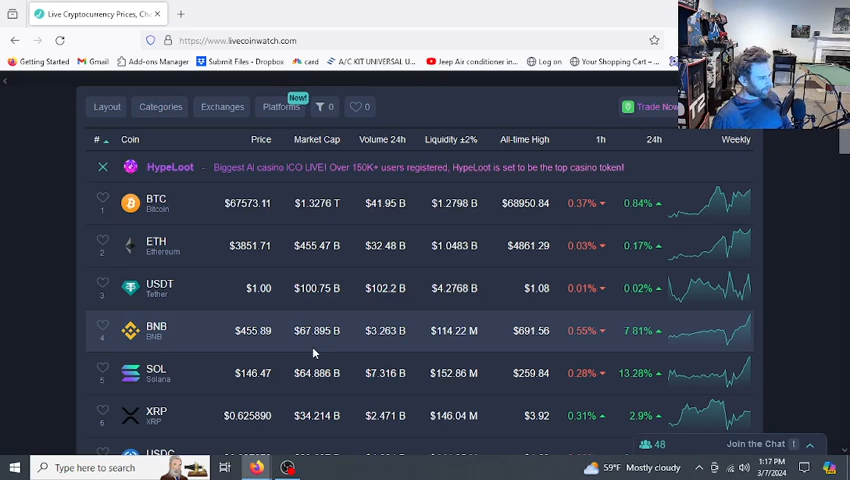 Live Cryptocurrency Prices, Cha
https://www.livecoinwatch.com
Getting Started
Gmail
Add-ons Manager
Submit Files - Dropbox
card
A/C KIT UNIVERSAL U...
Jeep Air conditioner in...
Log on
Your Shopping Cart -...
Layout
Categories
Exchanges
Platforms
New!
0
0
Trade Now
# Coin Price Market Cap Volume 24h Liquidity ±2% All-time High 1h 24h Weekly
HypeLoot - Biggest AI casino ICO LIVE! Over 150K+ users registered, HypeLoot is set to be the top casino token!
1 BTC Bitcoin $67573.11 $1.3276 T $41.95 B $1.2798 B $68950.84 0.37% 0.84%
2 ETH Ethereum $3851.71 $455.47 B $32.48 B $1.0483 B $4861.29 0.03% 0.17%
3 USDT Tether $1.00 $100.75 B $102.2 B $4.2768 B $1.08 0.01% 0.02%
4 BNB BNB $455.89 $67.895 B $3.263 B $114.22 M $691.56 0.55% 7.81%
5 SOL Solana $146.47 $64.886 B $7.316 B $152.86 M $259.84 0.28% 13.28%
6 XRP XRP $0.625890 $34.214 B $2.471 B $146.04 M $3.92 0.31% 2.9%
48 Join the Chat !
Type here to search
59°F Mostly cloudy
1:17 PM
3/7/2024